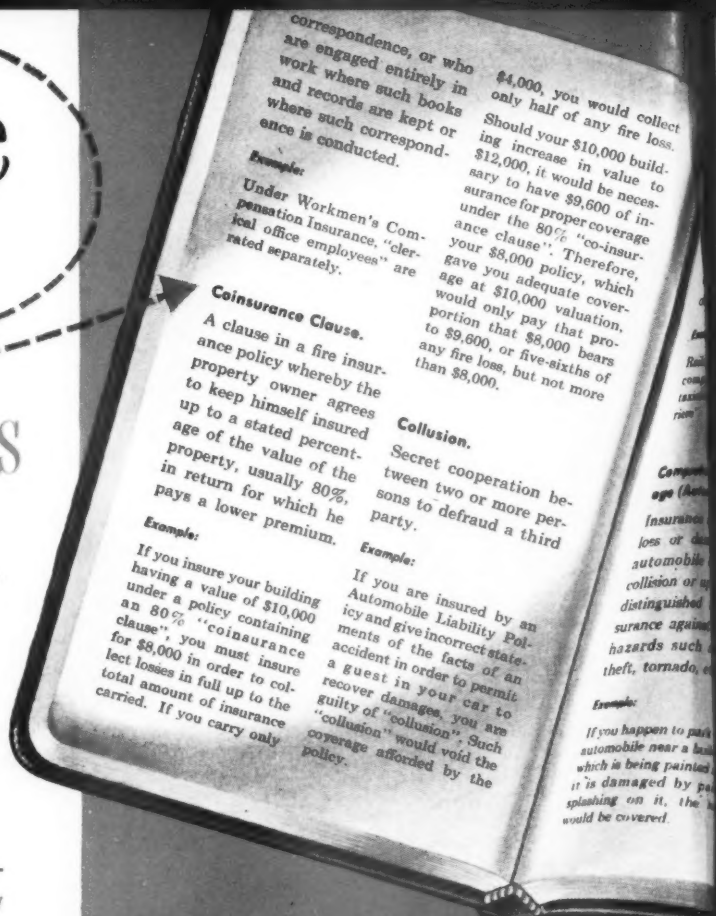 correspondence, or who
are engaged entirely in
work where such books
and records are kept or
where such correspond-
ence is conducted.
Example:
Under Workmen's Com-
pensation Insurance, "cler-
ical office employees" are
rated separately.
Coinsurance Clause.
A clause in a fire insur-
ance policy whereby the
property owner agrees
to keep himself insured
up to a stated percent-
age of the value of the
property, usually 80%,
in return for which he
pays a lower premium.
Example:
If you insure your building
having a value of $10,000
under a policy containing
an 80% "coinsurance
clause", you must insure
for $8,000 in order to col-
lect losses in full up to the
total amount of insurance
carried. If you carry only
$4,000, you would collect
only half of any fire loss.
Should your $10,000 build-
ing increase in value to
$12,000, it would be neces-
sary to have $9,600 of in-
surance for proper coverage
under the 80% "co-insur-
ance clause". Therefore,
your $8,000 policy, which
gave you adequate cover-
age at $10,000 valuation,
would only pay that pro-
portion that $8,000 bears
to $9,600, or five-sixths of
any fire loss, but not more
than $8,000.
Collusion.
Secret cooperation be-
tween two or more per-
sons to defraud a third
party.
Example:
If you are insured by an
Automobile Liability Pol-
icy and give incorrect state-
ments of the facts of an
accident in order to permit
a guest in your car to
recover damages, you are
guilty of "collusion". Such
"collusion" would void the
coverage afforded by the
policy.
age (Auto
Insurance
loss or
automobile
collision or
distinguished
surance against
hazards such
theft, tornado,
Example:
If you happen to park
automobile near a
which is being painted
it is damaged by
splashing on it, the
would be covered.